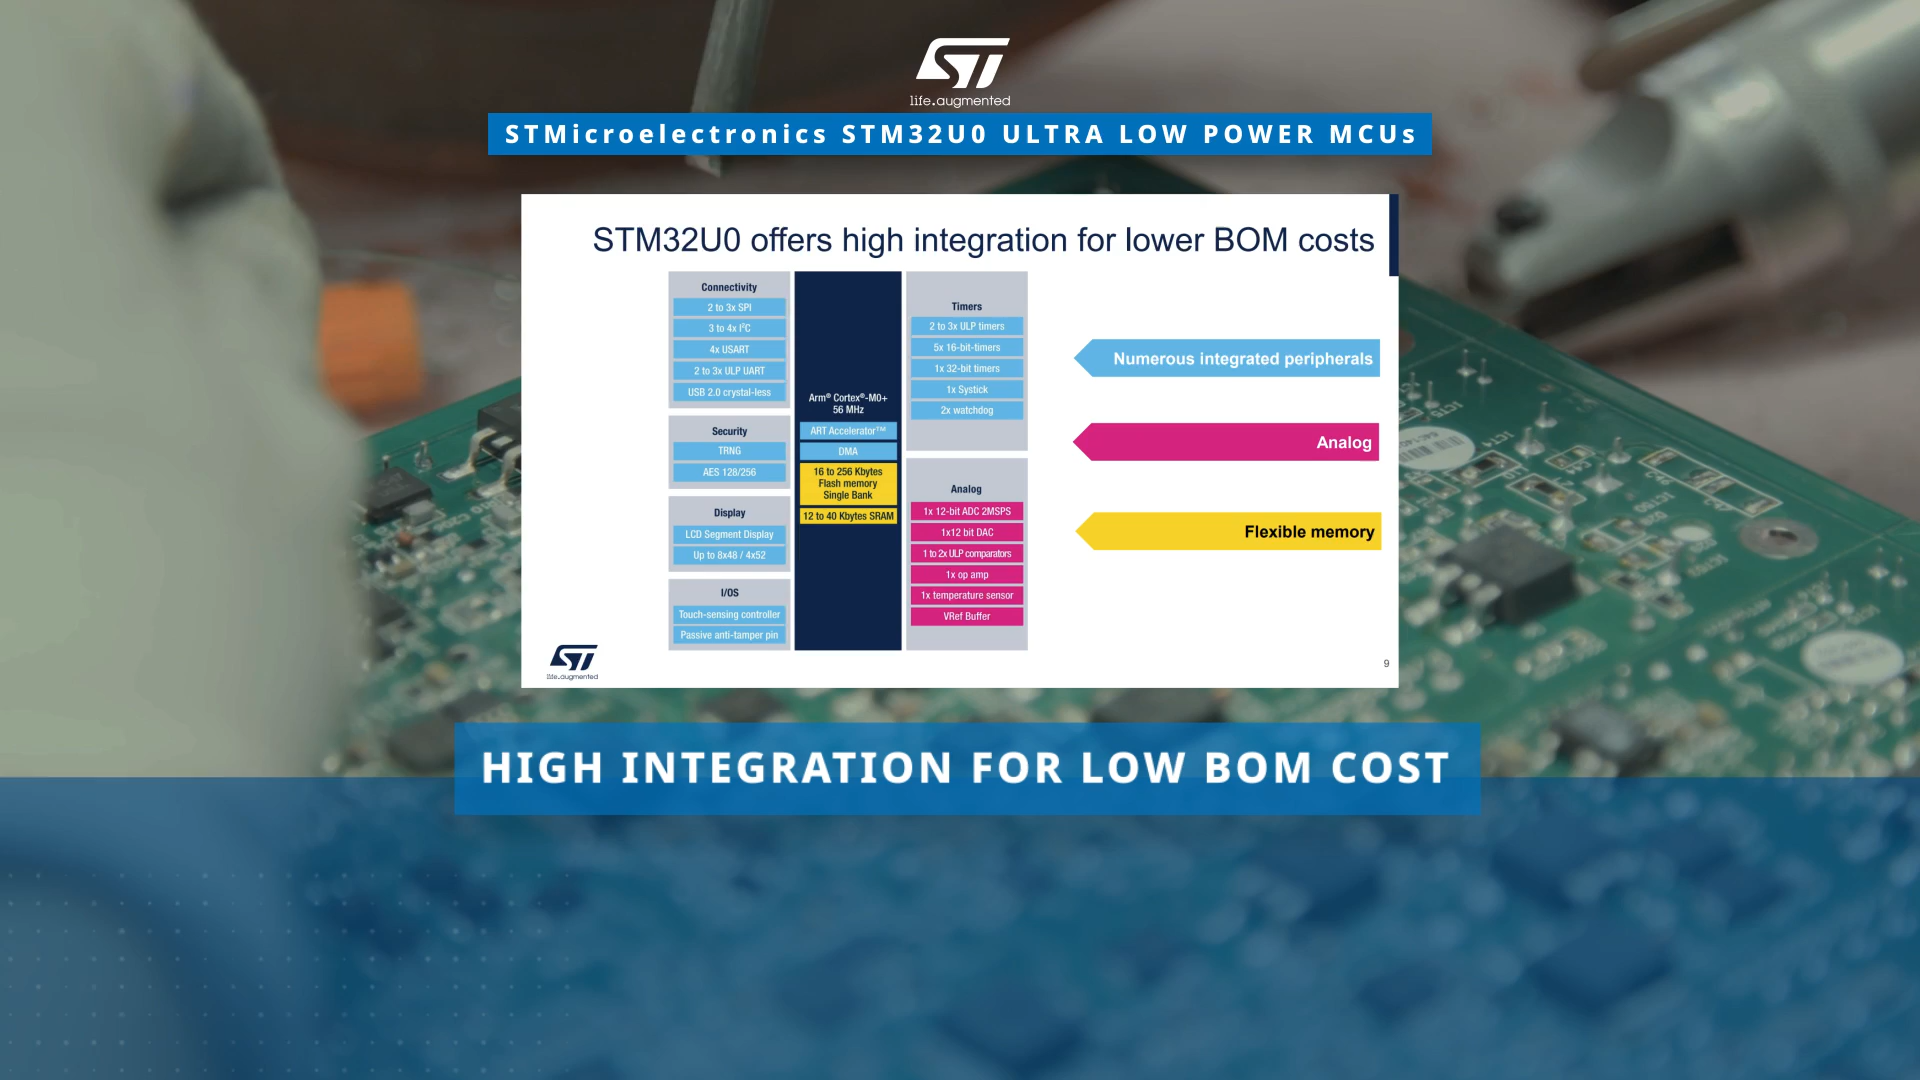 ST
life.augmented
STMicroelectronics STM32U0 ULTRA LOW POWER MCUs
STM32U0 offers high integration for lower BOM costs
Connectivity
2 to 3x SPI
3 to 4x I²C
4x USART
2 to 3x ULP UART
USB 2.0 crystal-less
Security
TRNG
AES 128/256
Display
LCD Segment Display
Up to 8x48 / 4x52
I/OS
Touch-sensing controller
Passive anti-tamper pin
Arm® Cortex®-M0+
56 MHz
ART Accelerator™
DMA
16 to 256 Kbytes
Flash memory
Single Bank
12 to 40 Kbytes SRAM
Timers
2 to 3x ULP timers
5x 16-bit-timers
1x 32-bit timers
1x Systick
2x watchdog
Analog
1x 12-bit ADC 2MSPS
1x12 bit DAC
1 to 2x ULP comparators
1x op amp
1x temperature sensor
VRef Buffer
Numerous integrated peripherals
Analog
Flexible memory
ST
life.augmented
9
HIGH INTEGRATION FOR LOW BOM COST